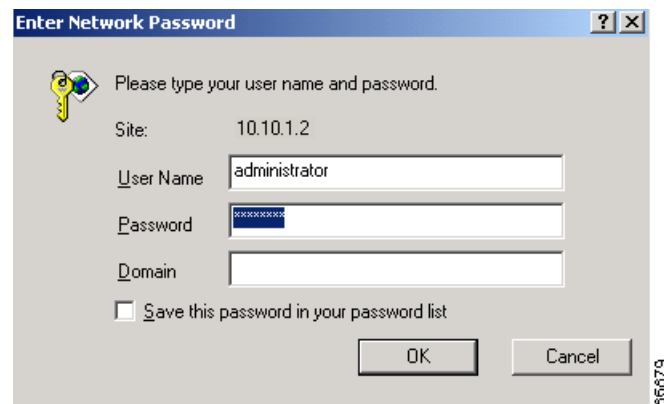 Enter Network Password
Please type your user name and password.
Site: 10.10.1.2
User Name administrator
Password ********
Domain
Save this password in your password list
OK Cancel
86679